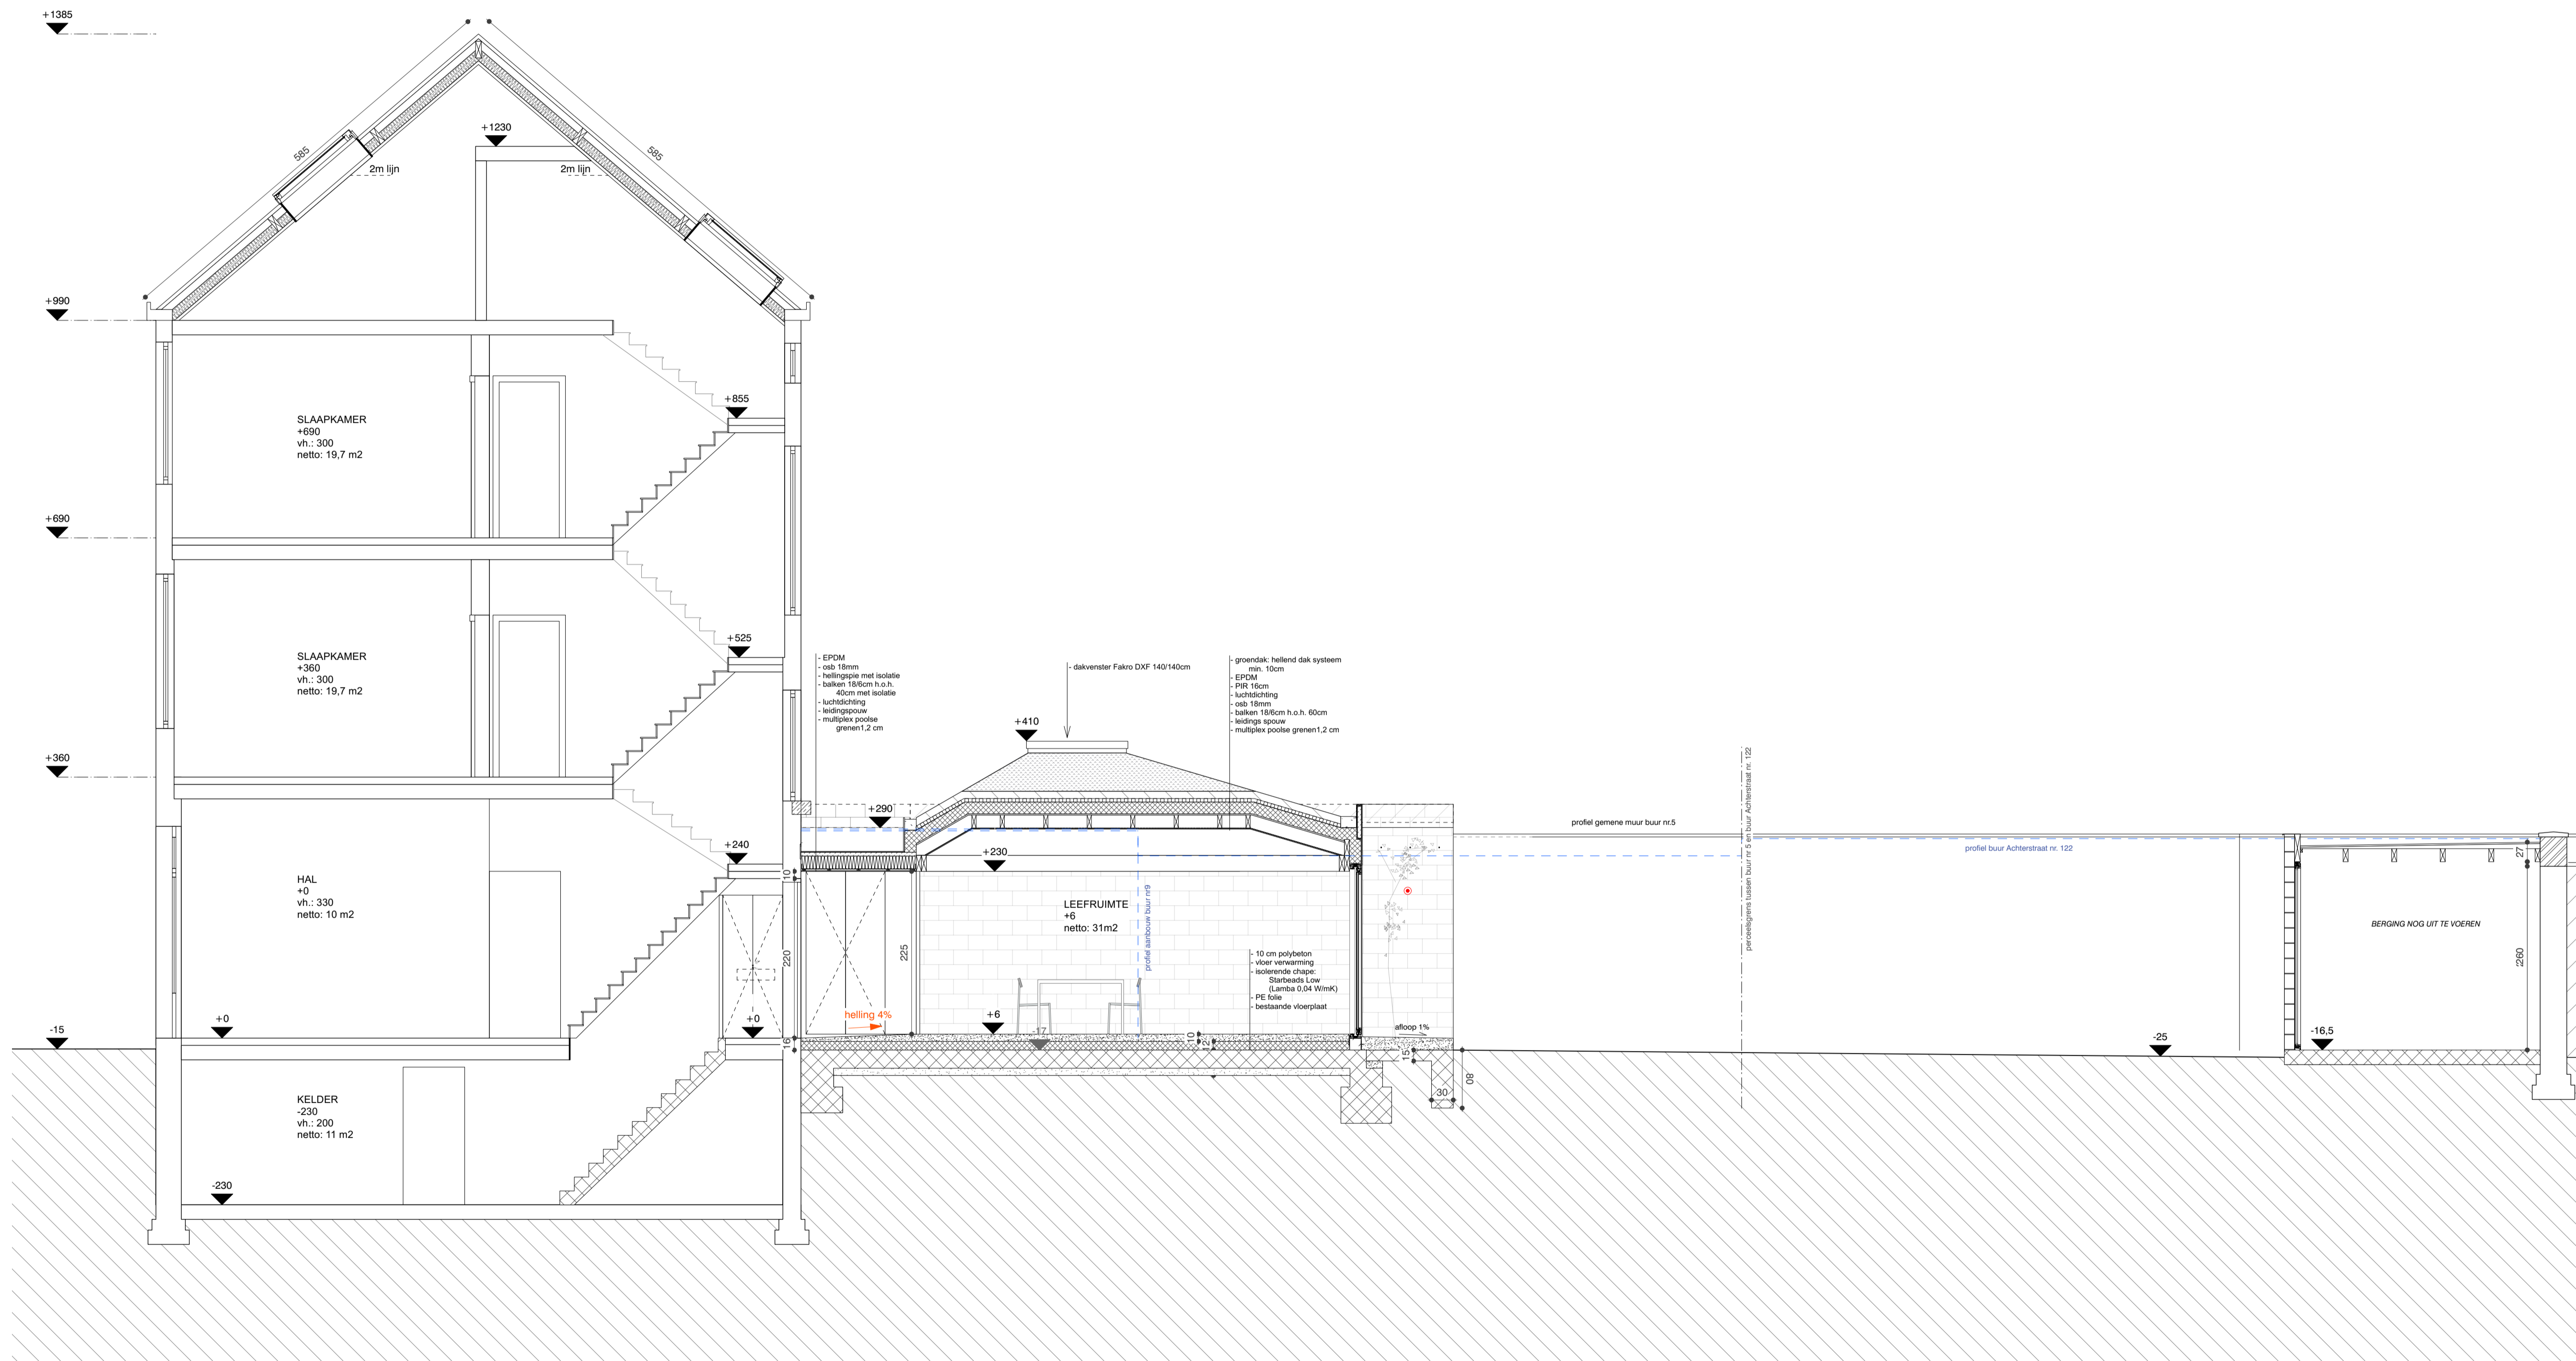 +1385
585
585
+1230
2m lijn
2m lijn
+990
+855
SLAAPKAMER
+690
vh.: 300
netto: 19,7 m2
+690
+525
SLAAPKAMER
+360
vh.: 300
netto: 19,7 m2
- EPDM
- osb 18mm
- hellingspie met isolatie
- balken 18/6cm h.o.h.
40cm met isolatie
- luchtdichting
- leidingspouw
- multiplex poolse
grenen1,2 cm
- dakvenster Fakro DXF 140/140cm
- groendak: hellend dak systeem
min. 10cm
- EPDM
- PIR 16cm
- luchtdichting
- osb 18mm
- balken 18/6cm h.o.h. 60cm
- leidings spouw
- multiplex poolse grenen1,2 cm
+410
+360
+290
profiel gemene muur buur nr.5
perceelsgrens tussen buur nr 5 en buur Achterstraat nr. 122
profiel buur Achterstraat nr. 122
+240
+230
10
27
HAL
+0
vh.: 330
netto: 10 m2
LEEFRUIMTE
+6
netto: 31m2
profiel aanbouw buur nr9
BERGING NOG UIT TE VOEREN
220
225
260
- 10 cm polybeton
- vloer verwarming
- isolerende chape:
Starbeads Low
(Lamba 0,04 W/mK)
- PE folie
- bestaande vloerplaat
helling 4%
+0
+0
+6
-17
afloop 1%
-15
16
10
12
15
-25
-16,5
80
30
KELDER
-230
vh.: 200
netto: 11 m2
-230